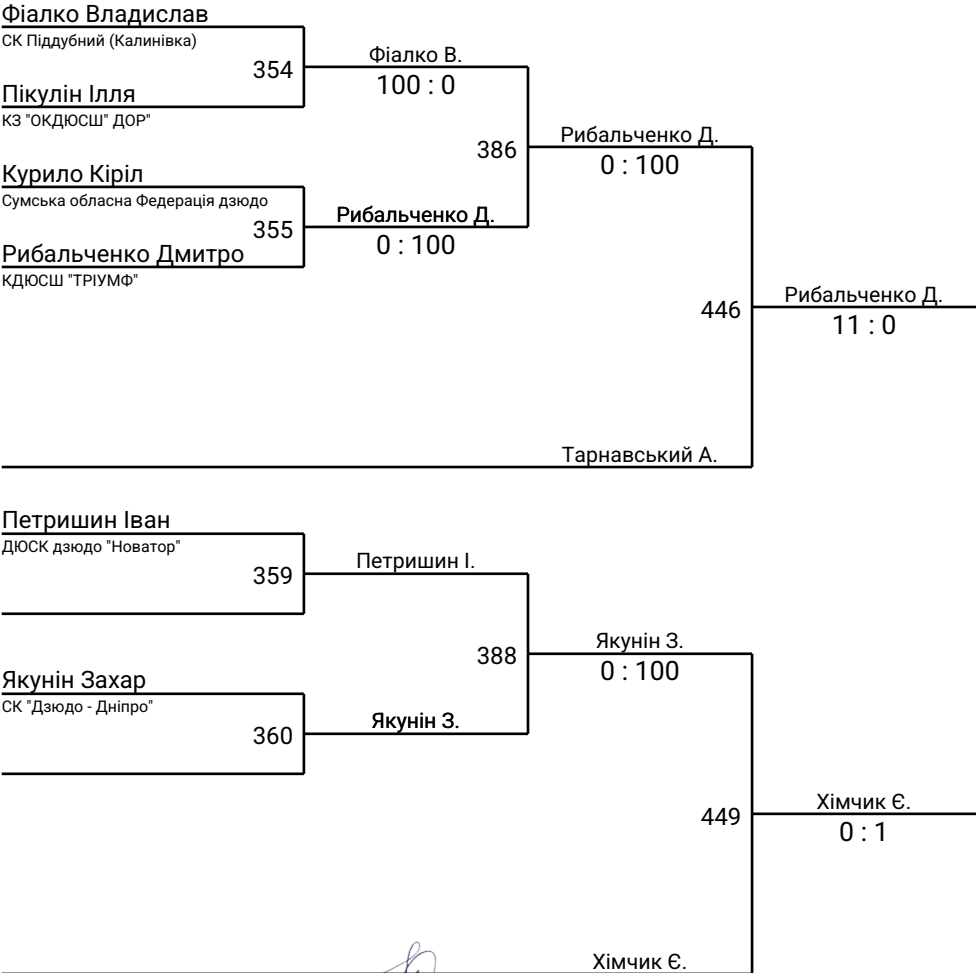 Фіалко Владислав
СК Піддубний (Калинівка)
354
Фіалко В.
100 : 0
Пікулін Ілля
КЗ "ОКДЮСШ" ДОР"
386
Рибальченко Д.
0 : 100
Курило Кіріл
Сумська обласна Федерація дзюдо
355
Рибальченко Д.
0 : 100
Рибальченко Дмитро
КДЮСШ "ТРІУМФ"
446
Рибальченко Д.
11 : 0
Тарнавський А.
Петришин Іван
ДЮСК дзюдо "Новатор"
359
Петришин І.
388
Якунін З.
0 : 100
Якунін Захар
СК "Дзюдо - Дніпро"
360
Якунін З.
449
Хімчик Є.
0 : 1
Хімчик Є.